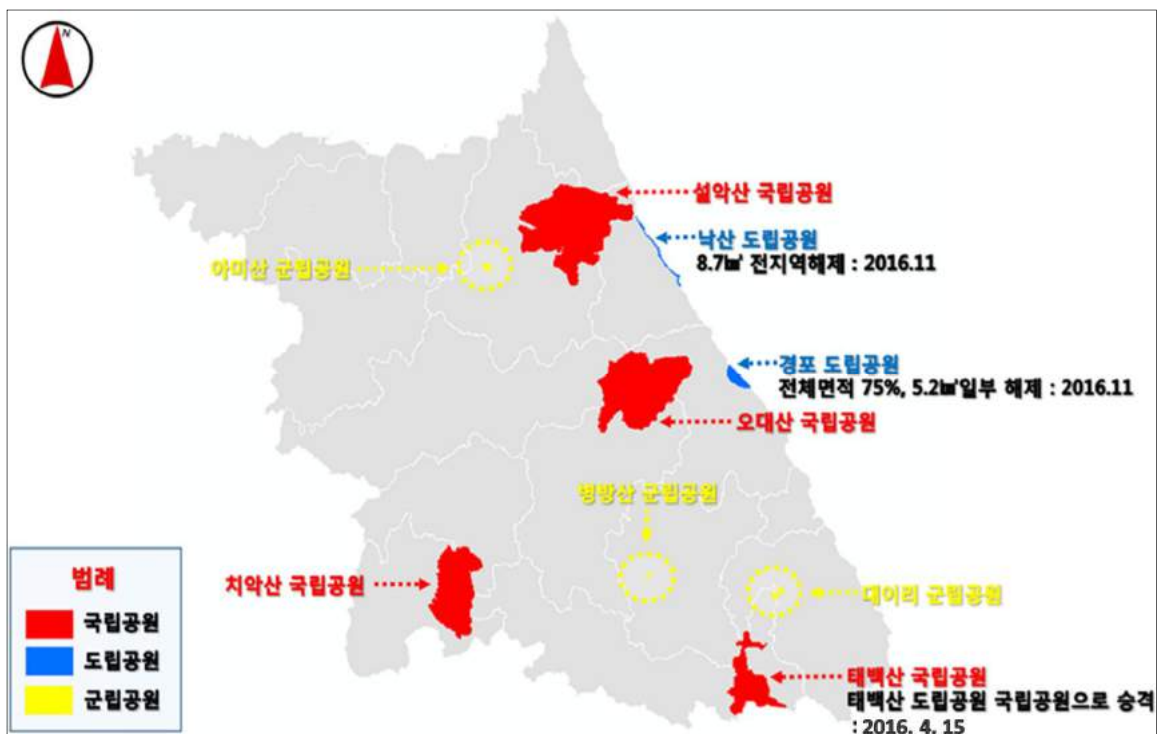 N
설악산 국립공원
낙산 도립공원
8.7㎢ 전지역해제 : 2016.11
아미산 군립공원
경포 도립공원
전체면적 75%, 5.2㎢일부 해제 : 2016.11
오대산 국립공원
병방산 군립공원
치악산 국립공원
대이리 군립공원
태백산 국립공원
태백산 도립공원 국립공원으로 승격
: 2016. 4. 15
범례
국립공원
도립공원
군립공원